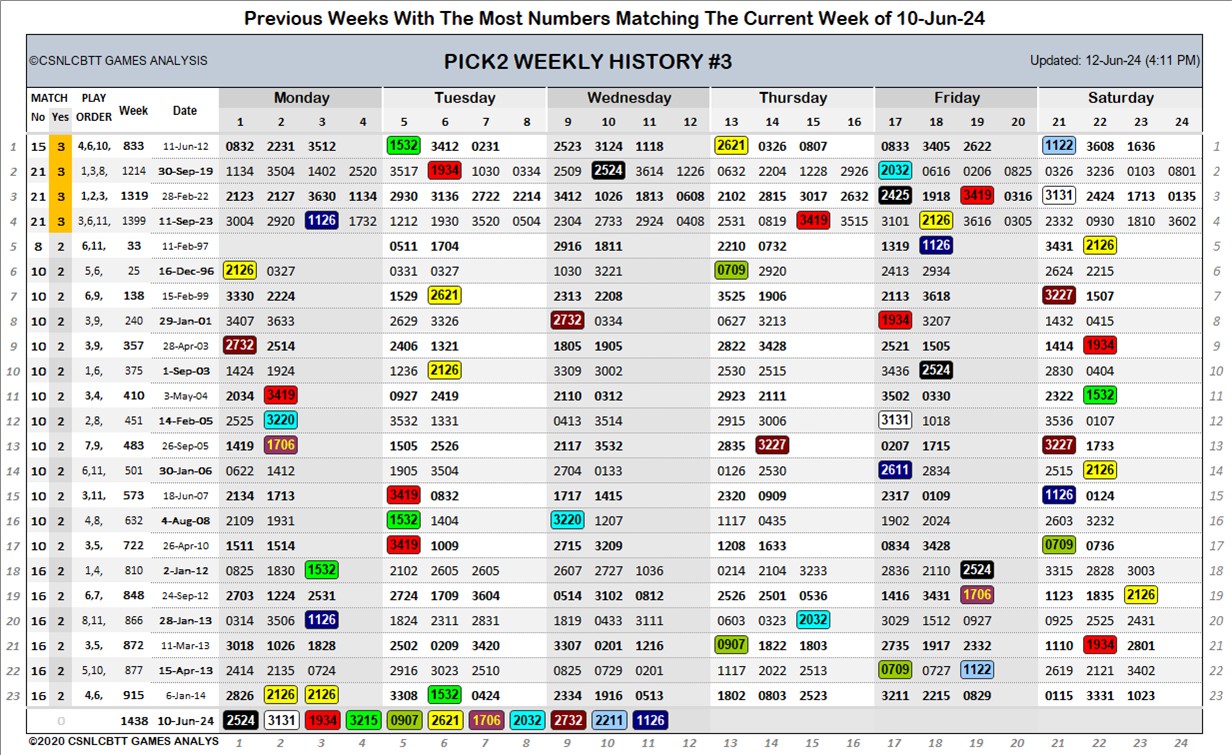 Previous Weeks With The Most Numbers Matching The Current Week of 10-Jun-24
©CSNLCBTT GAMES ANALYSIS PICK2 WEEKLY HISTORY #3 Updated: 12-Jun-24 (4:11 PM)
MATCH PLAY Week Date Monday Tuesday Wednesday Thursday Friday Saturday
No Yes ORDER 1 2 3 4 5 6 7 8 9 10 11 12 13 14 15 16 17 18 19 20 21 22 23 24
1 15 3 4,6,10, 833 11-Jun-12 0832 2231 3512 1532 3412 0231 2523 3124 1118 2621 0326 0807 0833 3405 2622 1122 3608 1636 1
2 21 3 1,3,8, 1214 30-Sep-19 1134 3504 1402 2520 3517 1934 1030 0334 2509 2524 3614 1226 0632 2204 1228 2926 2032 0616 0206 0825 0326 3236 0103 0801 2
3 21 3 1,2,3, 1319 28-Feb-22 2123 2127 3630 1134 2930 3136 2722 2214 3412 1026 1813 0608 2102 2815 3017 2632 2425 1918 3419 0316 3131 2424 1713 0135 3
4 21 3 3,6,11, 1399 11-Sep-23 3004 2920 1126 1732 1212 1930 3520 0504 2304 2733 2924 0408 2531 0819 3419 3515 3101 2126 3616 0405 2332 0930 1810 3602 4
5 8 2 6,11, 33 11-Feb-97 0511 1704 2916 1811 2210 0732 1319 1126 3431 2126 5
6 10 2 5,6, 25 16-Dec-96 2126 0327 0331 0327 1030 3221 0709 2920 2413 2934 2624 2215 6
7 10 2 6,9, 138 15-Feb-99 3330 2224 1529 2621 2313 2208 3525 1906 2113 3618 3227 1507 7
8 10 2 3,9, 240 29-Jan-01 3407 3633 2629 3326 2732 0334 0627 3213 1934 3207 1432 0415 8
9 10 2 3,9, 357 28-Apr-03 2732 2514 2406 1321 1805 1905 2822 3428 2521 1505 1414 1934 9
10 10 2 1,6, 375 1-Sep-03 1424 1924 1236 2126 3309 3002 2530 2515 3436 2524 2830 0404 10
11 10 2 3,4, 410 3-May-04 2034 3419 0927 2419 2110 0312 2923 2111 3502 0330 2322 1532 11
12 10 2 2,8, 451 14-Feb-05 2525 3220 3532 1331 0413 3514 2915 3006 3131 1018 3536 0107 12
13 10 2 7,9, 483 26-Sep-05 1419 1706 1505 2526 2117 3532 2835 3227 0207 1715 3227 1733 13
14 10 2 6,11, 501 30-Jan-06 0622 1412 1905 3504 2704 0133 0126 2530 2611 2834 2515 2126 14
15 10 2 3,11, 573 18-Jun-07 2134 1713 3419 0832 1717 1415 2320 0909 2317 0109 1126 0124 15
16 10 2 4,8, 632 4-Aug-08 2109 1931 1532 1404 3220 1207 1117 0435 1902 2024 2603 3232 16
17 10 2 3,5, 722 26-Apr-10 1511 1514 3419 1009 2715 3209 1208 1633 0834 3428 0709 0736 17
18 16 2 1,4, 810 2-Jan-12 0825 1830 1532 2102 2605 2605 2607 2727 1036 0214 2104 3233 2836 2110 2524 3315 2828 3003 18
19 16 2 6,7, 848 24-Sep-12 2703 1224 2531 2724 1709 3604 0514 3102 0812 2526 2501 0536 1416 3431 1706 1123 1835 2126 19
20 16 2 8,11, 866 28-Jan-13 0314 3506 1126 1824 2311 2831 1819 0433 3111 0603 0323 2032 3029 1512 0927 0925 2525 2431 20
21 16 2 3,5, 872 11-Mar-13 3018 1026 1828 2502 0209 3420 3307 0201 1216 0907 1822 1803 2735 1917 2332 1110 1934 2801 21
22 16 2 5,10, 877 15-Apr-13 2414 2135 0724 2916 3023 2510 0825 0729 0201 1117 2022 2513 0709 0727 1122 2619 2121 3402 22
23 16 2 4,6, 915 6-Jan-14 2826 2126 2126 3308 1532 0424 2334 1916 0513 1802 0803 2523 3211 2215 0829 0115 3331 1023 23
0 1438 10-Jun-24 2524 3131 1934 3215 0907 2621 1706 2032 2732 2211 1126
©2020 CSNLCBTT GAMES ANALYS 1 2 3 4 5 6 7 8 9 10 11 12 13 14 15 16 17 18 19 20 21 22 23 24